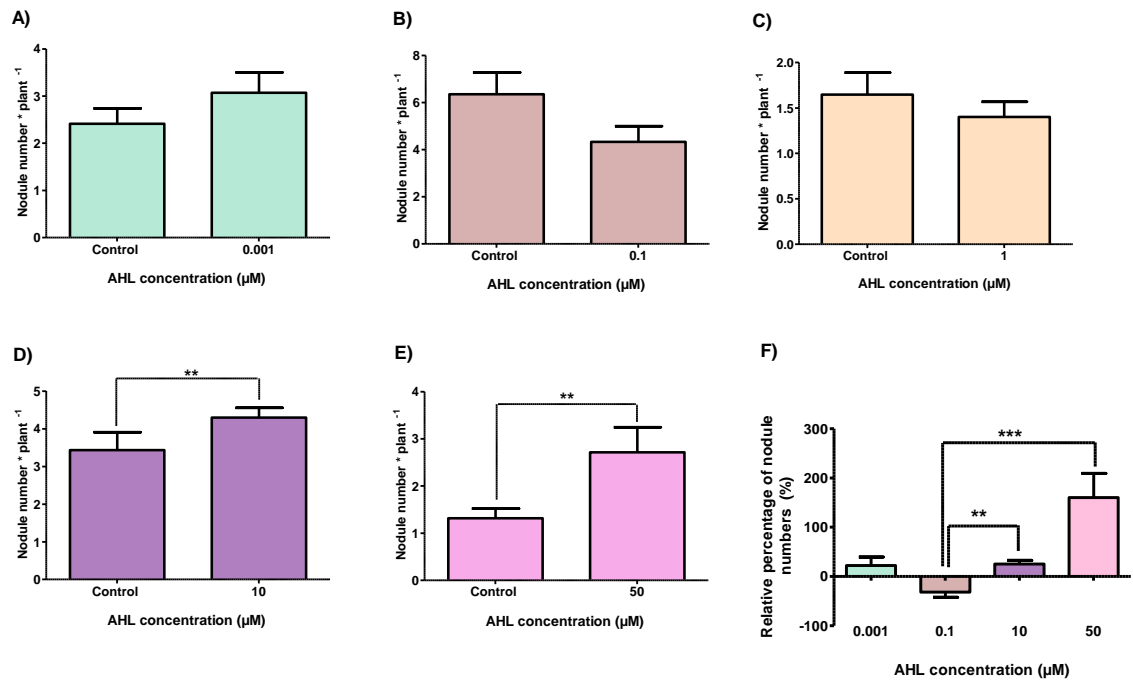 A)
Nodule number * plant -1
4
3
2
1
0
Control 0.001
AHL concentration (µM)
B)
Nodule number * plant -1
8
6
4
2
0
Control 0.1
AHL concentration (µM)
C)
Nodule number * plant -1
2.0
1.5
1.0
0.5
0.0
Control 1
AHL concentration (µM)
D)
Nodule number * plant -1
**
5
4
3
2
1
0
Control 10
AHL concentration (µM)
E)
Nodule number * plant -1
**
4
3
2
1
0
Control 50
AHL concentration (µM)
F)
Relative percentage of nodule
numbers (%)
300
200
100
0
-100
***
**
0.001 0.1 10 50
AHL concentration (µM)